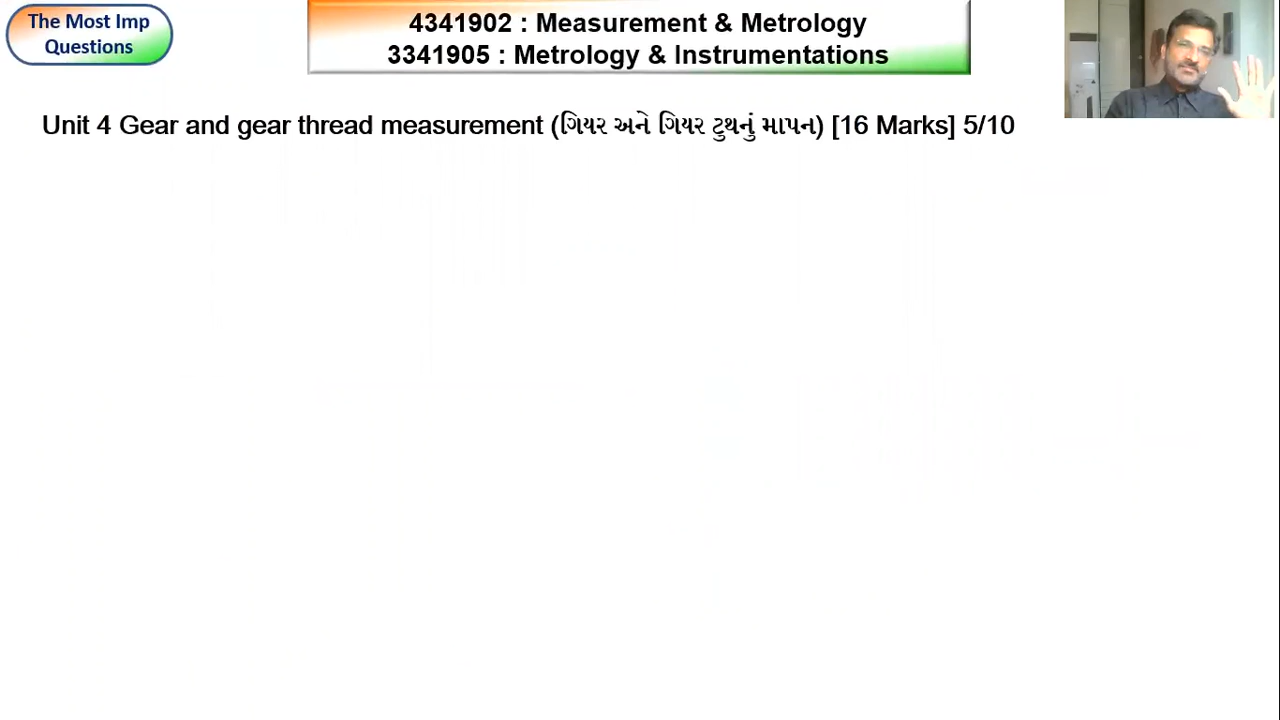 The Most Imp
Questions
4341902 : Measurement & Metrology
3341905 : Metrology & Instrumentations
Unit 4 Gear and gear thread measurement (ગિયર અને ગિયર ટુથનું માપન) [16 Marks] 5/10